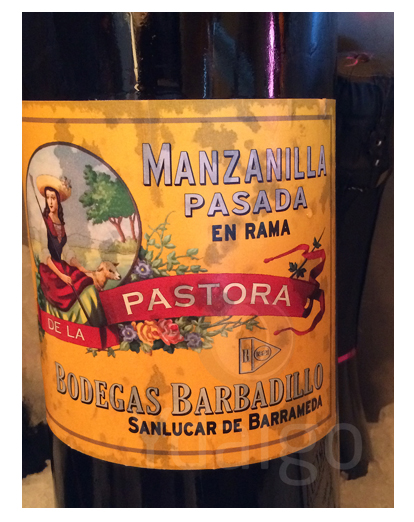 MANZANILLA
PASADA
EN RAMA
DE LA PASTORA
BODEGAS BARBADILLO
SANLUCAR DE BARRAMEDA